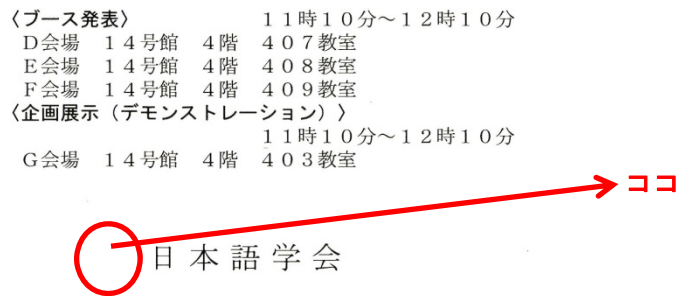 〈ブース発表〉　１１時１０分～１２時１０分
Ｄ会場　１４号館　４階　４０７教室
Ｅ会場　１４号館　４階　４０８教室
Ｆ会場　１４号館　４階　４０９教室
〈企画展示（デモンストレーション）〉
１１時１０分～１２時１０分
Ｇ会場　１４号館　４階　４０３教室
ココ
日本語学会